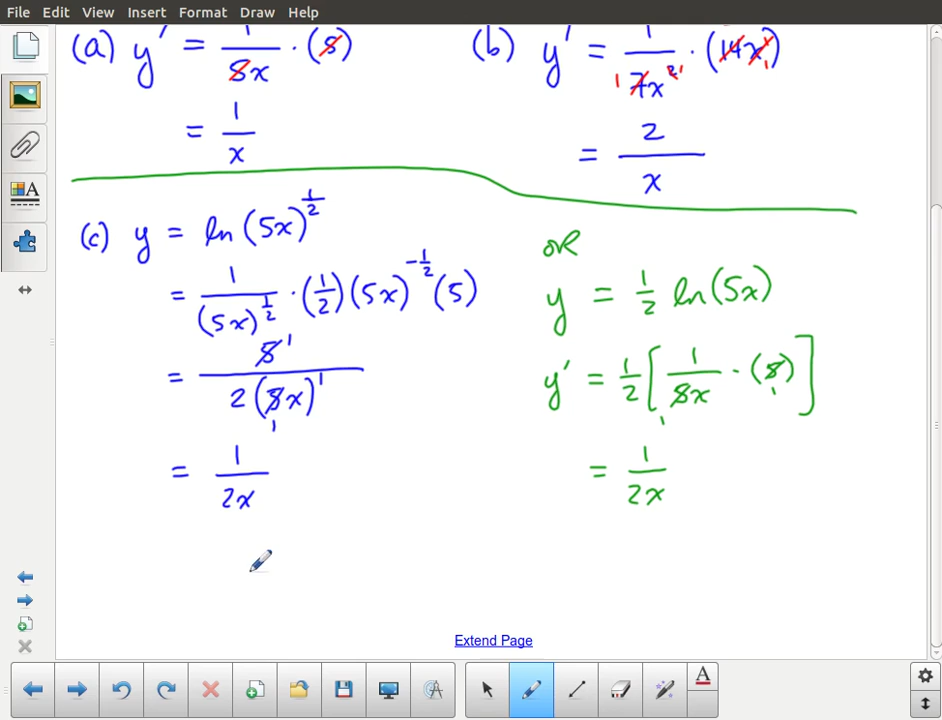 File Edit View Insert Format Draw Help
(a) y' = 1/8x · (8)
= 1/x
(b) y' = 1/7x² · (14x)
= 2/x
(c) y = ln (5x)^1/2
= 1/(5x)^1/2 · (1/2) (5x)^-1/2 (5)
= 5/2(5x)^1
= 1/2x
OR
y = 1/2 ln(5x)
y' = 1/2 [1/5x · (5)]
= 1/2x
Extend Page